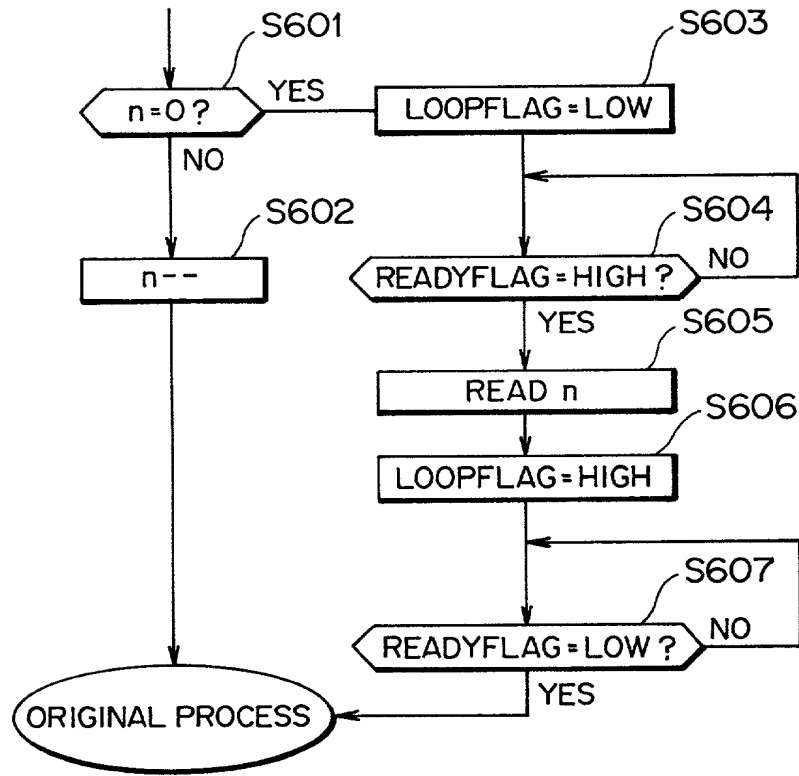 S601
n=0?
YES
NO
S603
LOOPFLAG=LOW
S602
n--
S604
READYFLAG=HIGH?
NO
YES
S605
READ n
S606
LOOPFLAG=HIGH
S607
READYFLAG=LOW?
NO
YES
ORIGINAL PROCESS